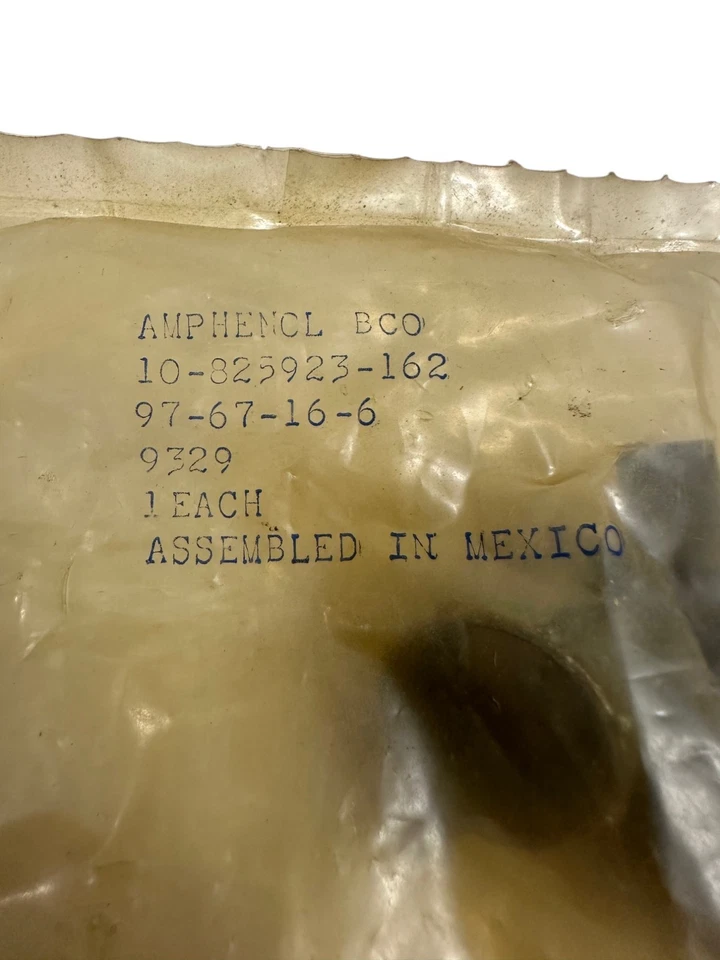 AMPHENOL BCO
10-825923-162
97-67-16-6
9329
1 EACH
ASSEMBLED IN MEXICO